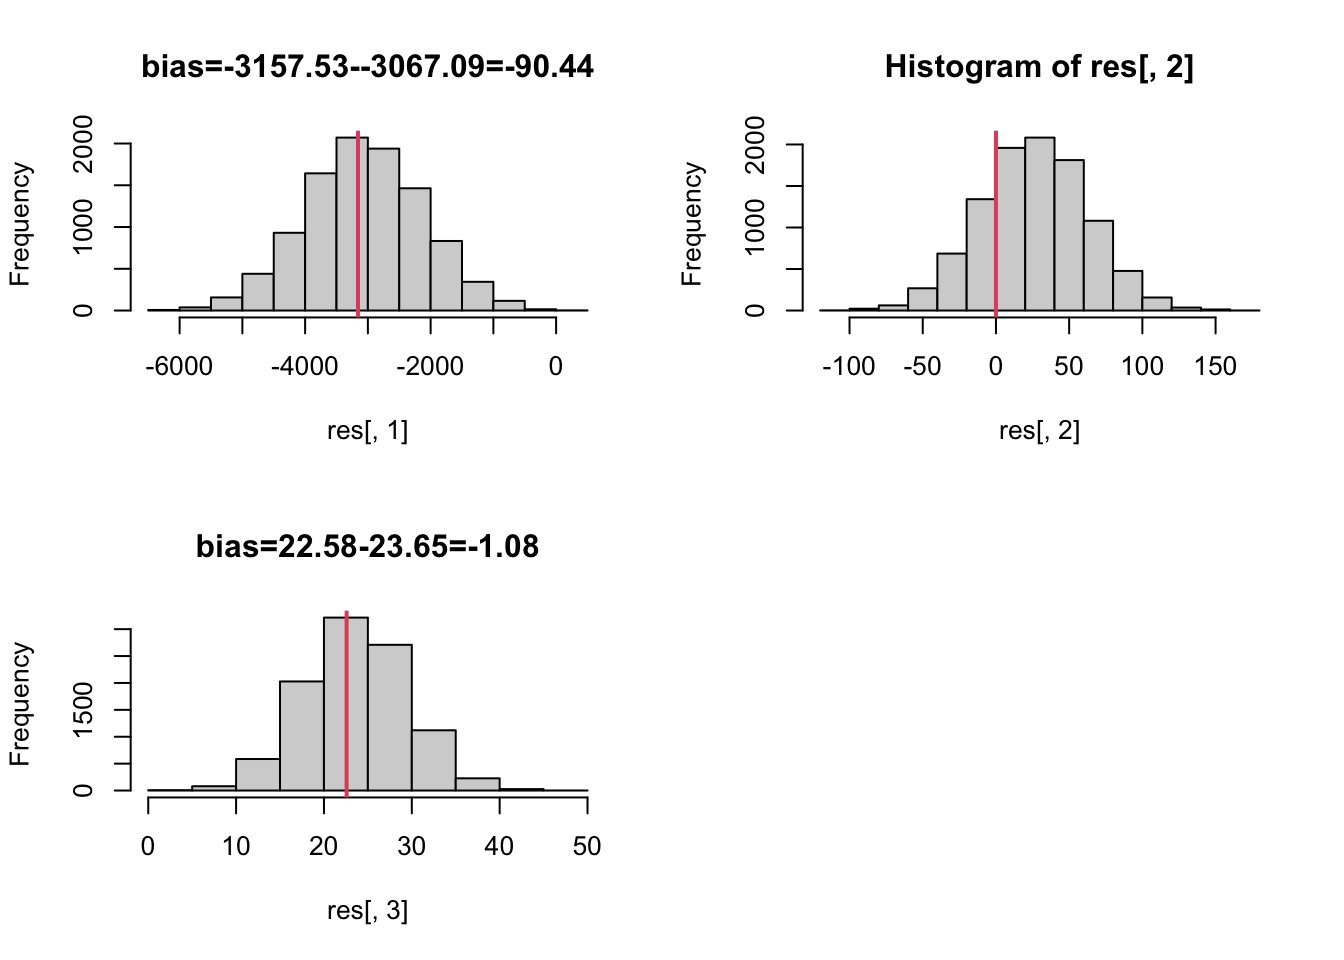 bias=-3157.53--3067.09=-90.44
Frequency
0 1000 2000
-6000 -4000 -2000 0
res[, 1]
Histogram of res[, 2]
Frequency
0 1000 2000
-100 -50 0 50 100 150
res[, 2]
bias=22.58-23.65=-1.08
Frequency
0 1500
0 10 20 30 40 50
res[, 3]